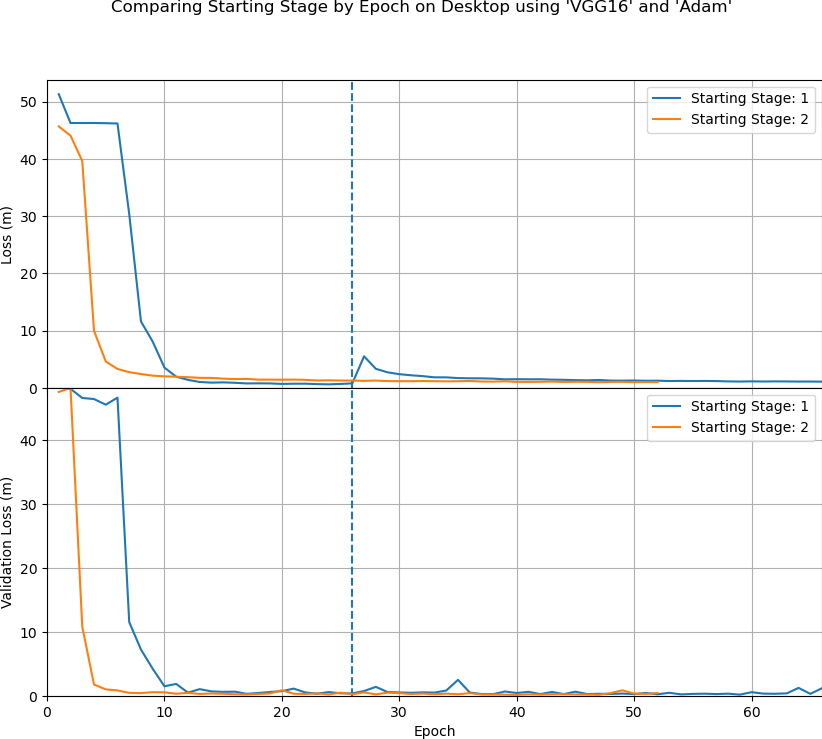 Comparing Starting Stage by Epoch on Desktop using 'VGG16' and 'Adam'
50
40
30
20
10
0
Loss (m)
Starting Stage: 1
Starting Stage: 2
40
30
20
10
0
Validation Loss (m)
Starting Stage: 1
Starting Stage: 2
0 10 20 30 40 50 60
Epoch